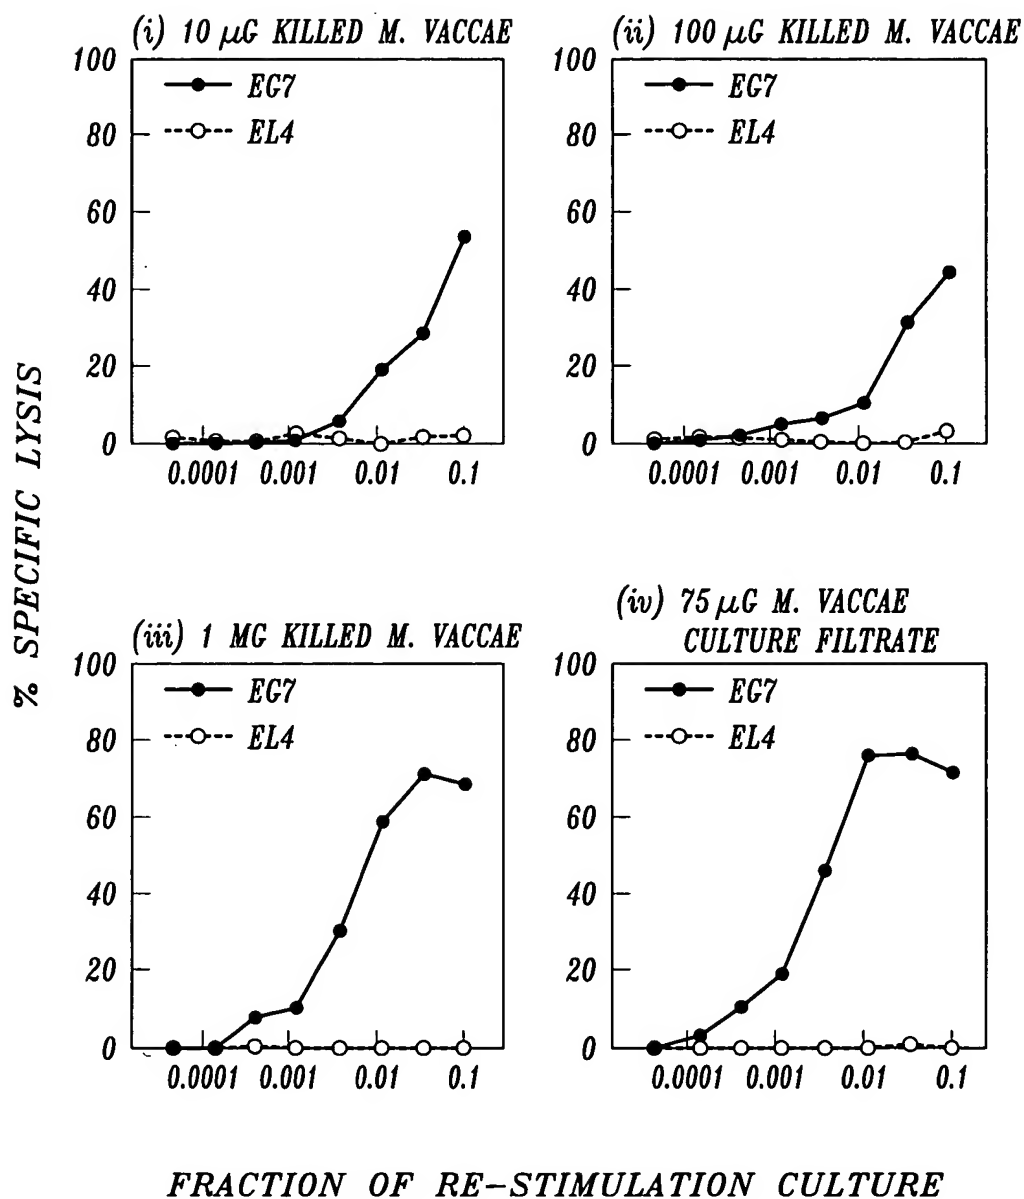 (i) 10 µG KILLED M. VACCAE
100
80
60
40
20
0
EG7
EL4
0.0001 0.001 0.01 0.1
(ii) 100 µG KILLED M. VACCAE
100
80
60
40
20
0
EG7
EL4
0.0001 0.001 0.01 0.1
% SPECIFIC LYSIS
(iii) 1 MG KILLED M. VACCAE
100
80
60
40
20
0
EG7
EL4
0.0001 0.001 0.01 0.1
(iv) 75 µG M. VACCAE
CULTURE FILTRATE
100
80
60
40
20
0
EG7
EL4
0.0001 0.001 0.01 0.1
FRACTION OF RE-STIMULATION CULTURE